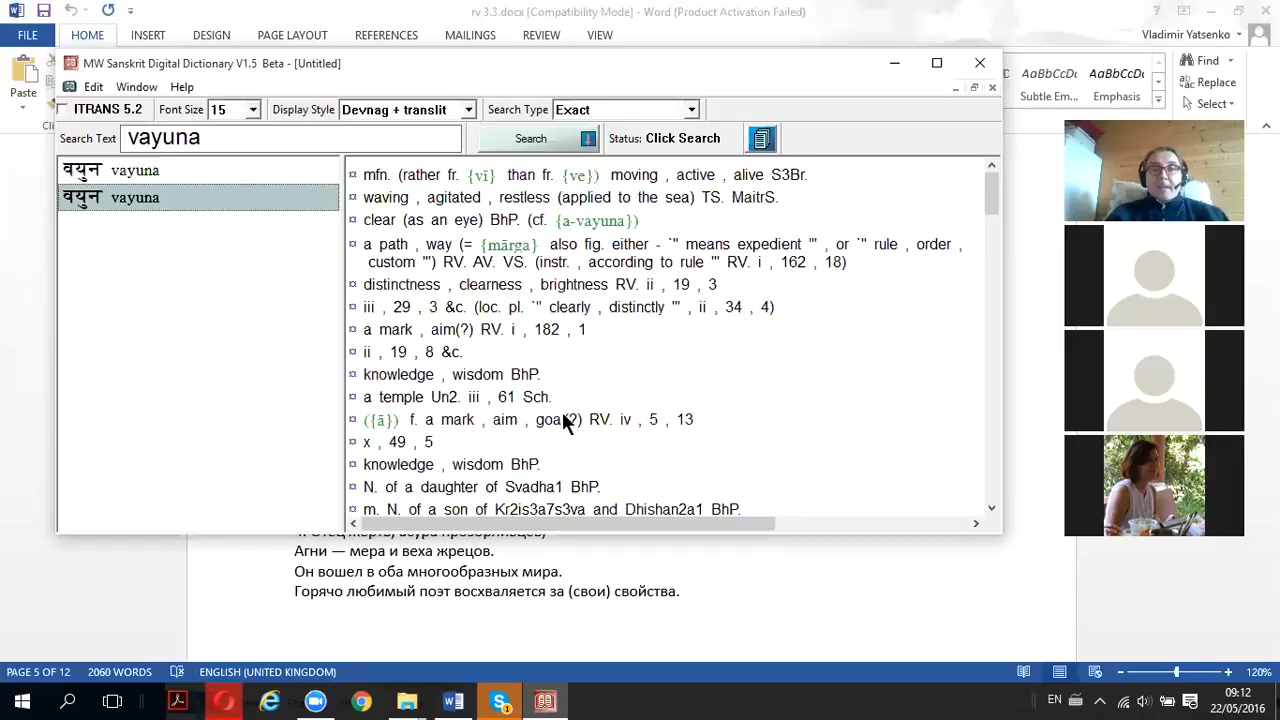 rv 3.3.docx [Compatibility Mode] - Word (Product Activation Failed)
FILE HOME INSERT DESIGN PAGE LAYOUT REFERENCES MAILINGS REVIEW VIEW Vladimir Yatsenko
MW Sanskrit Digital Dictionary V1.5 Beta - [Untitled]
Edit Window Help
Paste
ITRANS 5.2 Font Size 15 Display Style Devnag + translit Search Type Exact
Search Text vayuna Search Status: Click Search
AaBbCcDc AaBbCcDc
Subtle Em... Emphasis
Find
Replace
Select
वयुन vayuna
वयुन vayuna
¤ mfn. (rather fr. {vī} than fr. {ve}) moving , active , alive S3Br.
¤ waving , agitated , restless (applied to the sea) TS. MaitrS.
¤ clear (as an eye) BhP. (cf. {a-vayuna})
¤ a path , way (= {mārga} also fig. either - `" means expedient "' , or `" rule , order ,
custom "') RV. AV. VS. (instr. , according to rule "' RV. i , 162 , 18)
¤ distinctness , clearness , brightness RV. ii , 19 , 3
¤ iii , 29 , 3 &c. (loc. pl. `" clearly , distinctly "' , ii , 34 , 4)
¤ a mark , aim(?) RV. i , 182 , 1
¤ ii , 19 , 8 &c.
¤ knowledge , wisdom BhP.
¤ a temple Un2. iii , 61 Sch.
¤ ({ā}) f. a mark , aim , goal(?) RV. iv , 5 , 13
¤ x , 49 , 5
¤ knowledge , wisdom BhP.
¤ N. of a daughter of Svadha1 BhP.
¤ m. N. of a son of Kr2is3a7s3va and Dhishan2a1 BhP.
Агни — мера и веха жрецов.
Он вошел в оба многообразных мира.
Горячо любимый поэт восхваляется за (свои) свойства.
PAGE 5 OF 12 2060 WORDS ENGLISH (UNITED KINGDOM) 120%
EN 09:12
22/05/2016